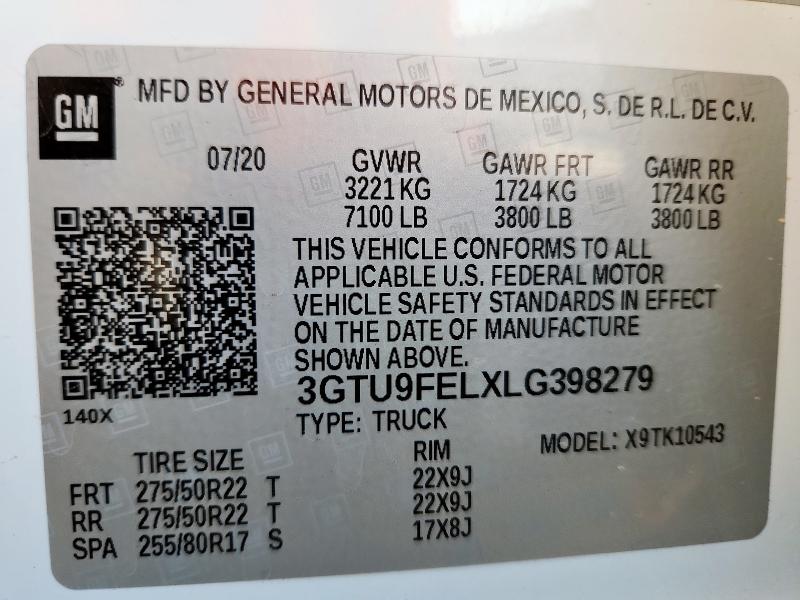 GM
® MFD BY GENERAL MOTORS DE MEXICO, S. DE R.L. DE C.V.
07/20 GVWR GAWR FRT GAWR RR
3221 KG 1724 KG 1724 KG
7100 LB 3800 LB 3800 LB
THIS VEHICLE CONFORMS TO ALL
APPLICABLE U.S. FEDERAL MOTOR
VEHICLE SAFETY STANDARDS IN EFFECT
ON THE DATE OF MANUFACTURE
SHOWN ABOVE.
3GTU9FELXLG398279
140X
TYPE: TRUCK
MODEL: X9TK10543
TIRE SIZE RIM
FRT 275/50R22 T 22X9J
RR 275/50R22 T 22X9J
SPA 255/80R17 S 17X8J